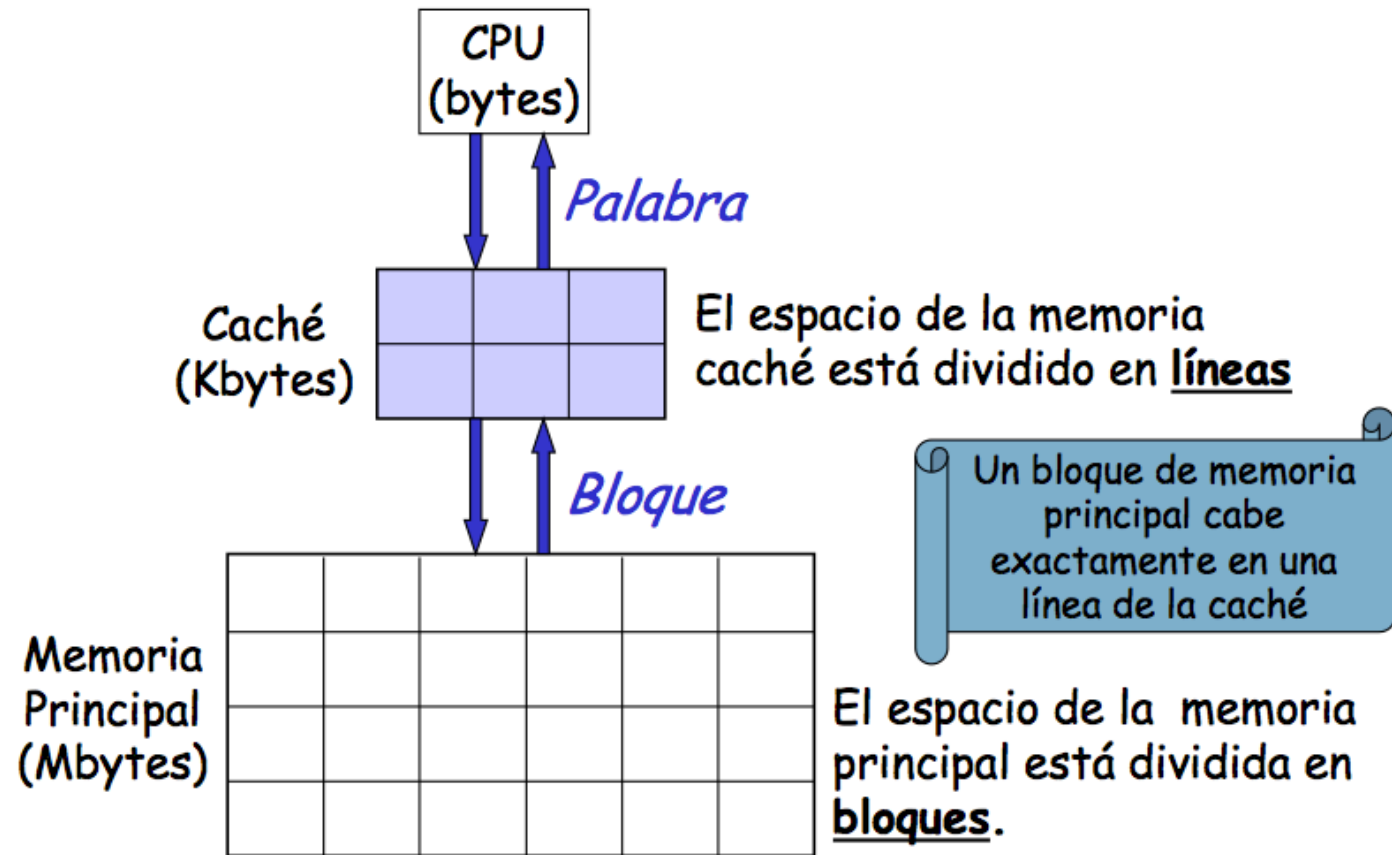 CPU
(bytes)
Palabra
Caché
(Kbytes)
El espacio de la memoria
caché está dividido en líneas
Bloque
Un bloque de memoria
principal cabe
exactamente en una
línea de la caché
Memoria
Principal
(Mbytes)
El espacio de la memoria
principal está dividida en
bloques.